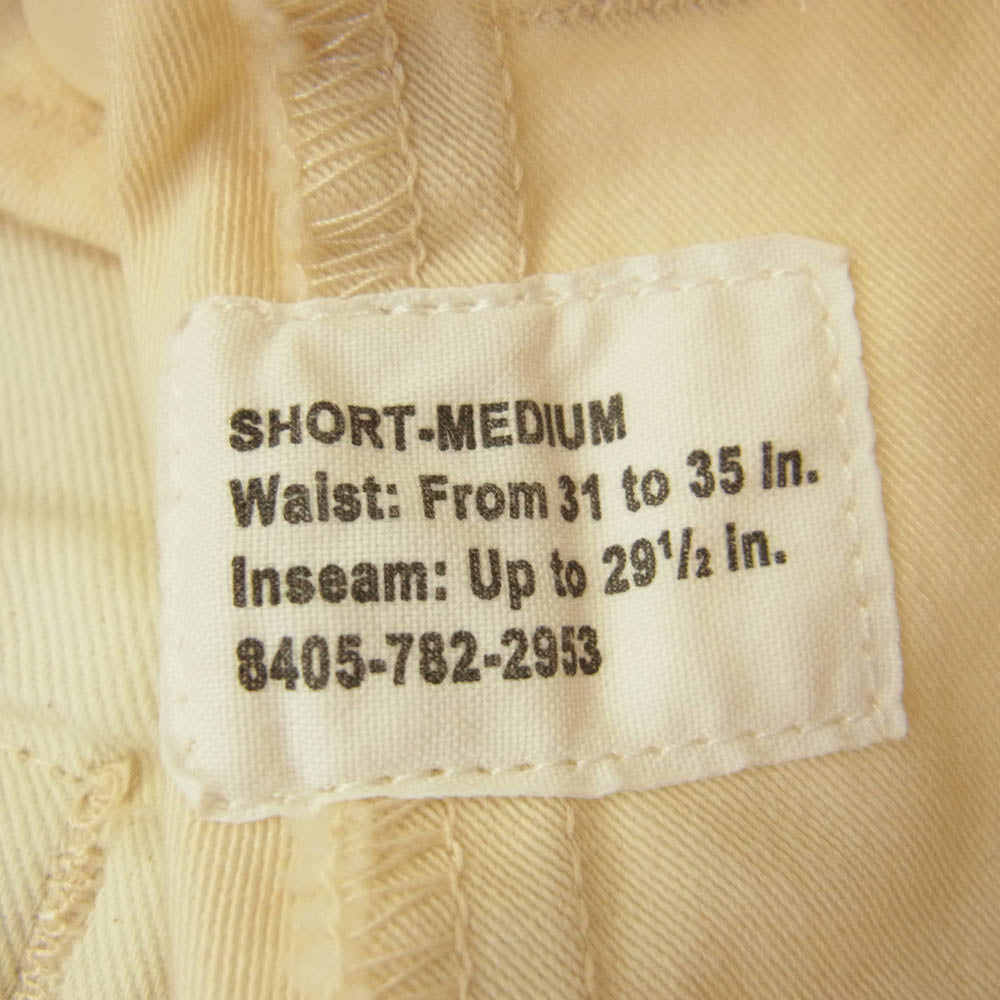 SHORT-MEDIUM
Waist: From 31 to 35 in.
Inseam: Up to 29½ in.
8405-782-2953